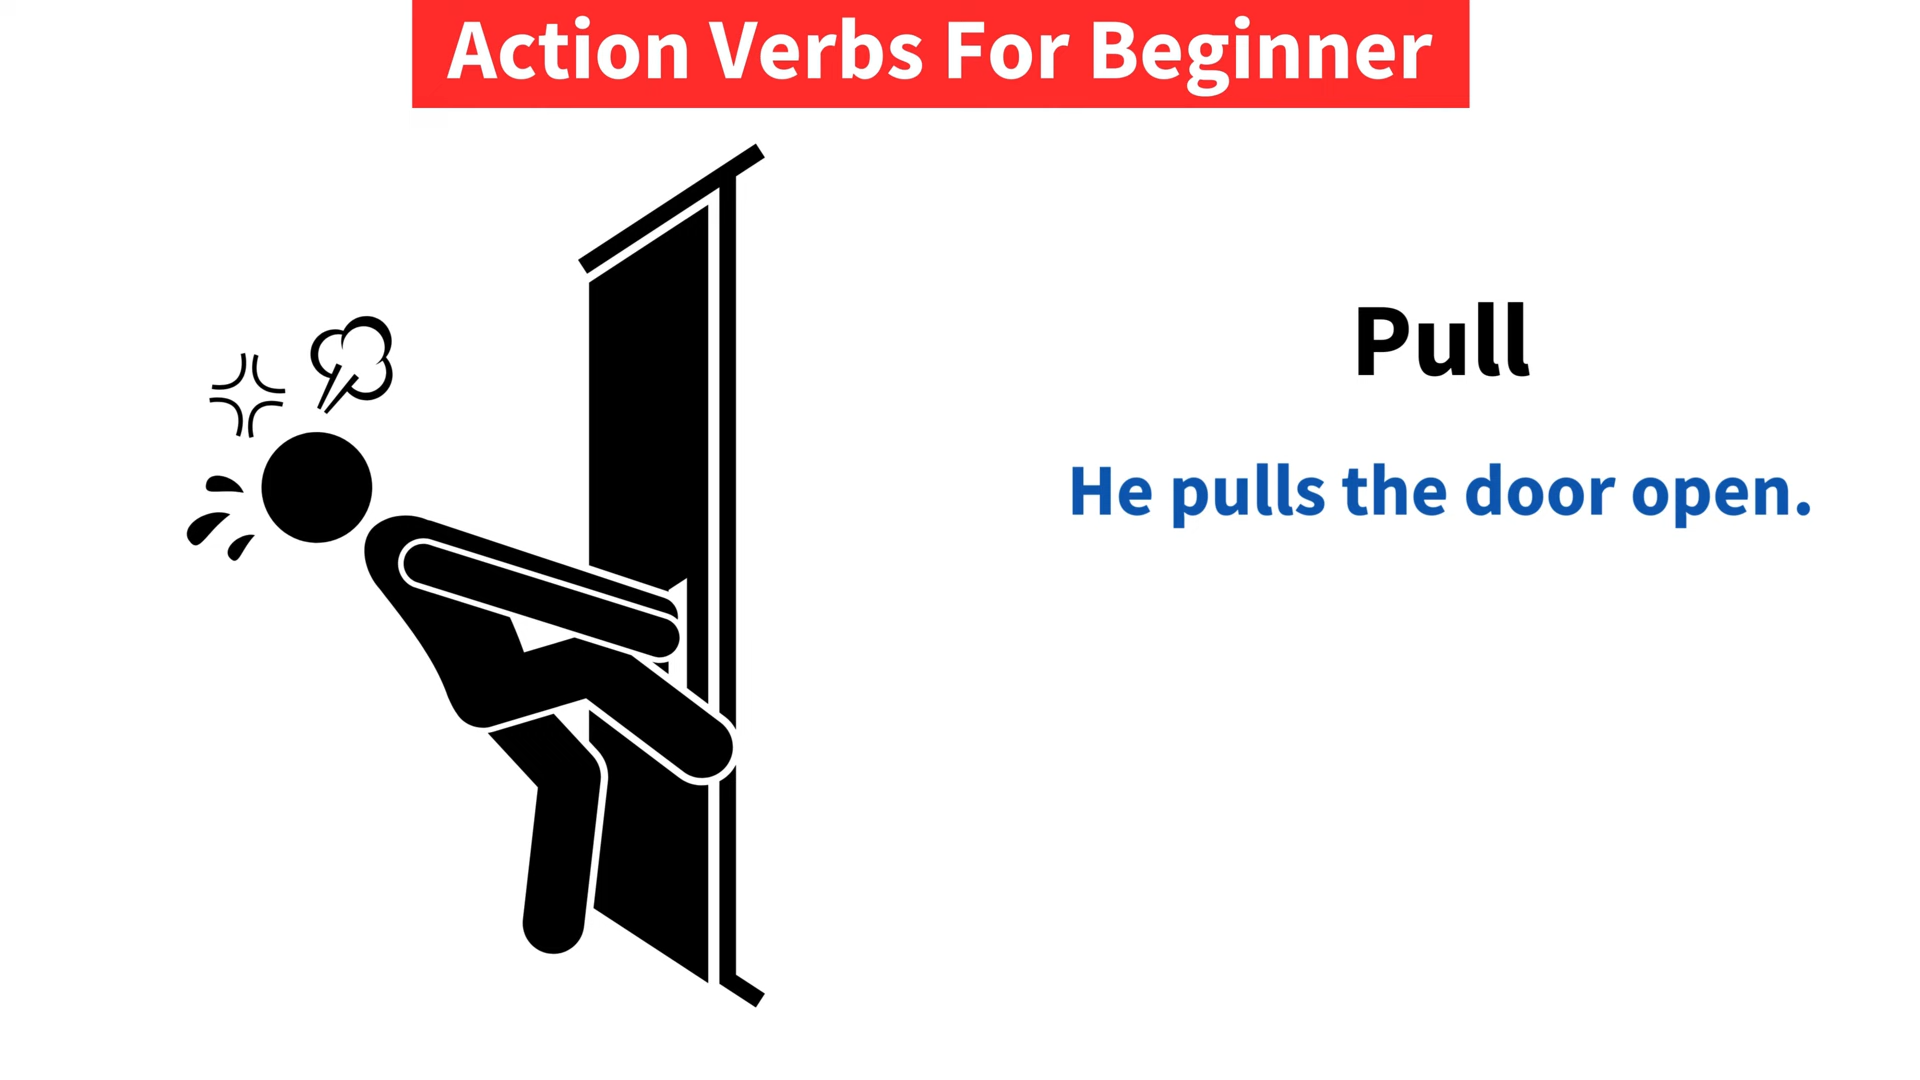 Action Verbs For Beginner
Pull
He pulls the door open.